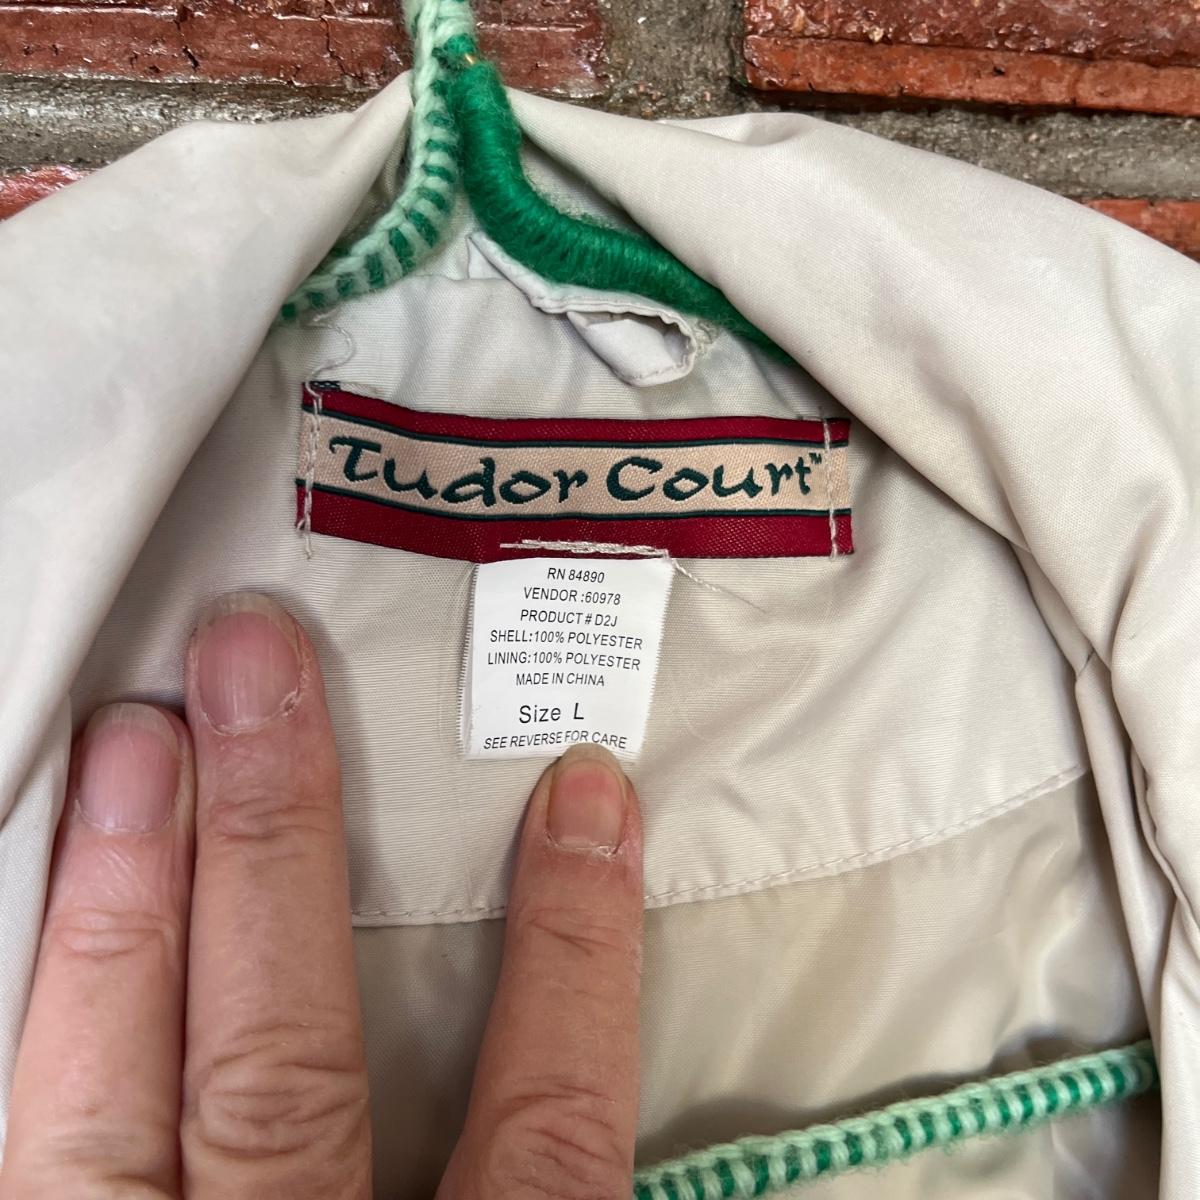 Tudor Court™
RN 84890
VENDOR :60978
PRODUCT # D2J
SHELL:100% POLYESTER
LINING:100% POLYESTER
MADE IN CHINA
Size L
SEE REVERSE FOR CARE